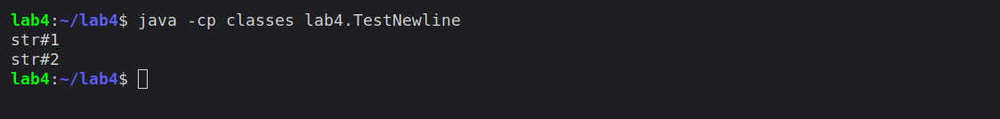 lab4:~/lab4$ java -cp classes lab4.TestNewline
str#1
str#2
lab4:~/lab4$